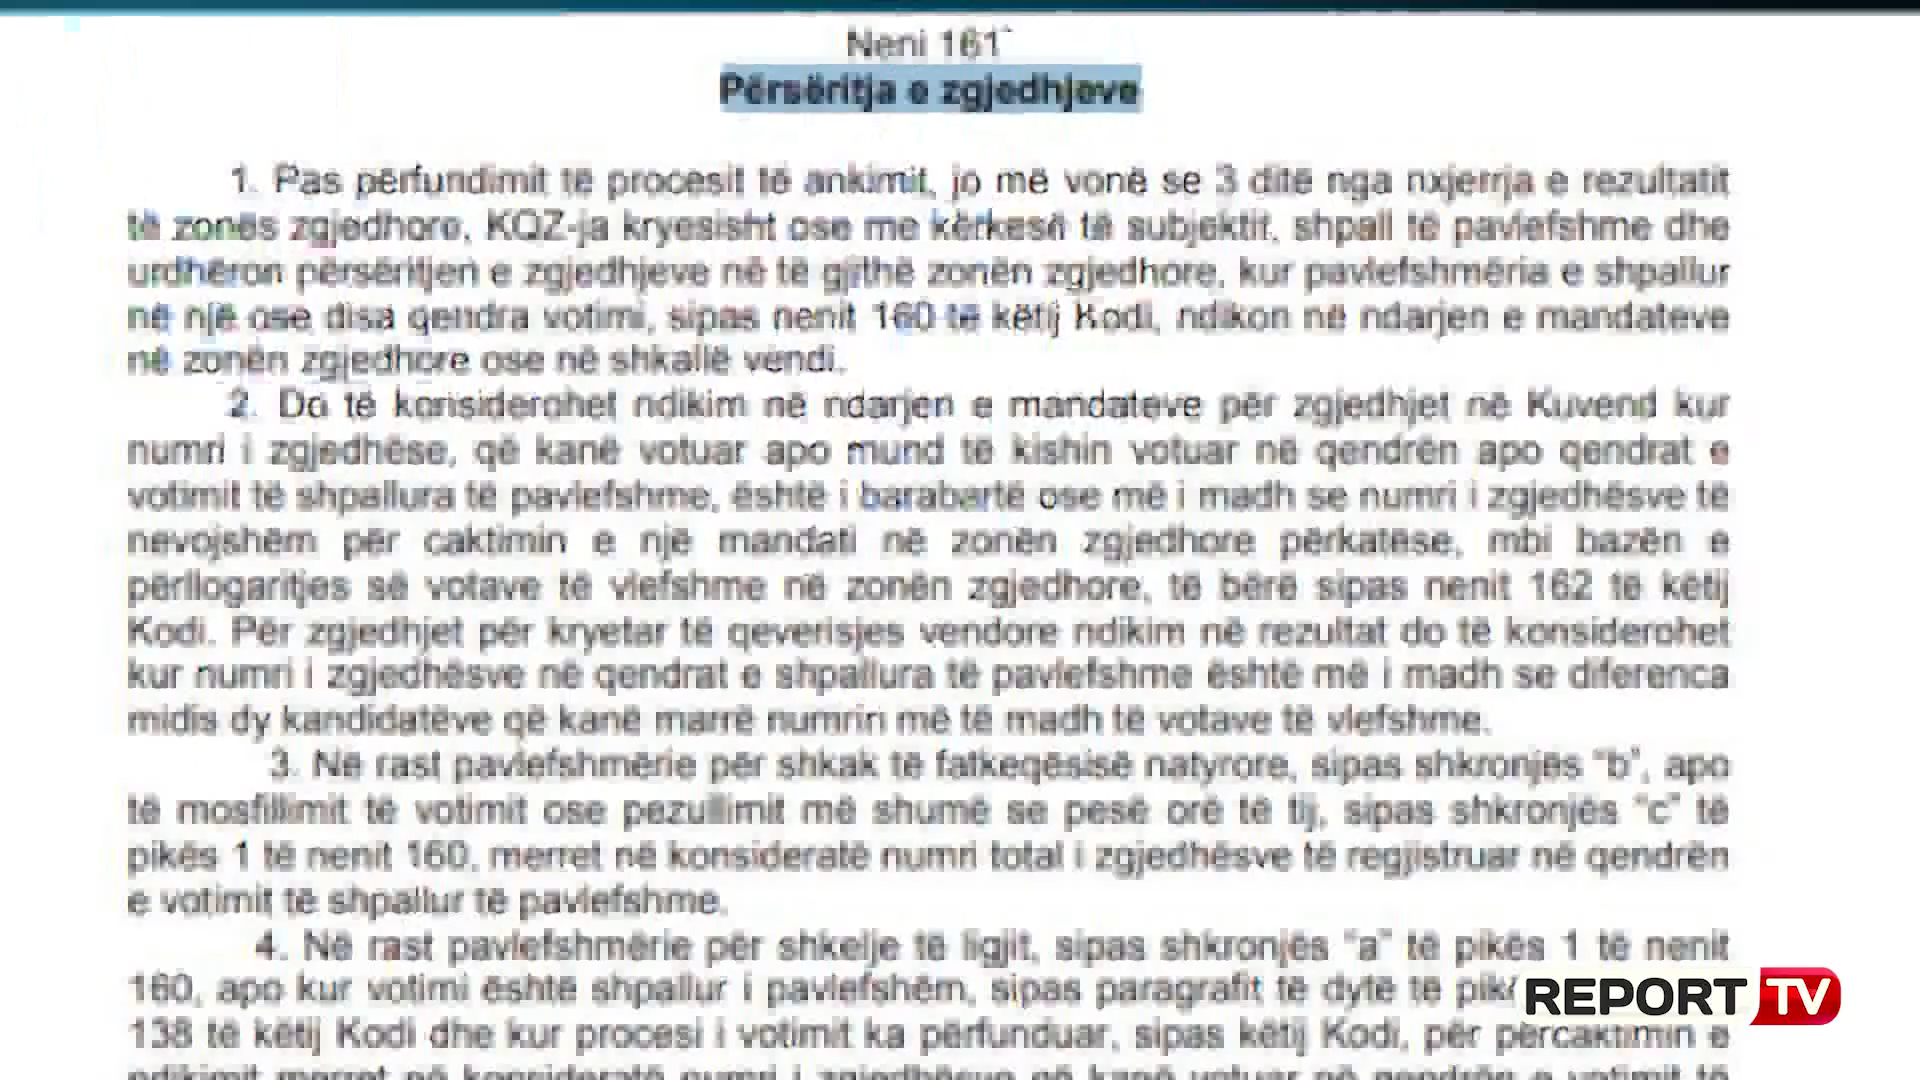 Neni 161
Përsëritja e zgjedhjeve
1. Pas përfundimit të procesit të ankimit, jo më vonë se 3 ditë nga nxjerrja e rezultatit
të zonës zgjedhore, KQZ-ja kryesisht ose me kërkesë të subjektit, shpall të pavlefshme dhe
urdhëron përsëritjen e zgjedhjeve në të gjithë zonën zgjedhore, kur pavlefshmëria e shpallur
në një ose disa qendra votimi, sipas nenit 160 të këtij Kodi, ndikon në ndarjen e mandateve
në zonën zgjedhore ose në shkallë vendi.
2. Do të konsiderohet ndikim në ndarjen e mandateve për zgjedhjet në Kuvend kur
numri i zgjedhëse, që kanë votuar apo mund të kishin votuar në qendrën apo qendrat e
votimit të shpallura të pavlefshme, është i barabartë ose më i madh se numri i zgjedhësve të
nevojshëm për caktimin e një mandati në zonën zgjedhore përkatëse, mbi bazën e
përllogaritjes së votave të vlefshme në zonën zgjedhore, të bërë sipas nenit 162 të këtij
Kodi. Për zgjedhjet për kryetar të qeverisjes vendore ndikim në rezultat do të konsiderohet
kur numri i zgjedhësve në qendrat e shpallura të pavlefshme është më i madh se diferenca
midis dy kandidatëve që kanë marrë numrin më të madh të votave të vlefshme.
3. Në rast pavlefshmërie për shkak të fatkeqësisë natyrore, sipas shkronjës "b", apo
të mosfillimit të votimit ose pezullimit më shumë se pesë orë të tij, sipas shkronjës "c" të
pikës 1 të nenit 160, merret në konsideratë numri total i zgjedhësve të regjistruar në qendrën
e votimit të shpallur të pavlefshme.
4. Në rast pavlefshmërie për shkelje të ligjit, sipas shkronjës "a" të pikës 1 të nenit
160, apo kur votimi është shpallur i pavlefshëm, sipas paragrafit të dytë të
138 të këtij Kodi dhe kur procesi i votimit ka përfunduar, sipas këtij Kodi, për përcaktimin e
ndikimit merret në konsideratë numri i zgjedhësve që kanë votuar në qendrën e votimit të
REPORT TV